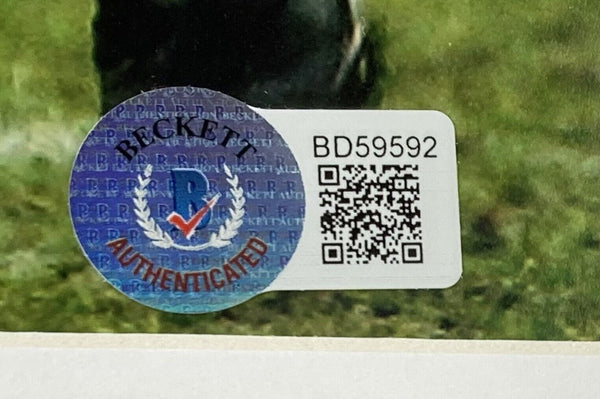 BECKETT
B
AUTHENTICATED
BD59592